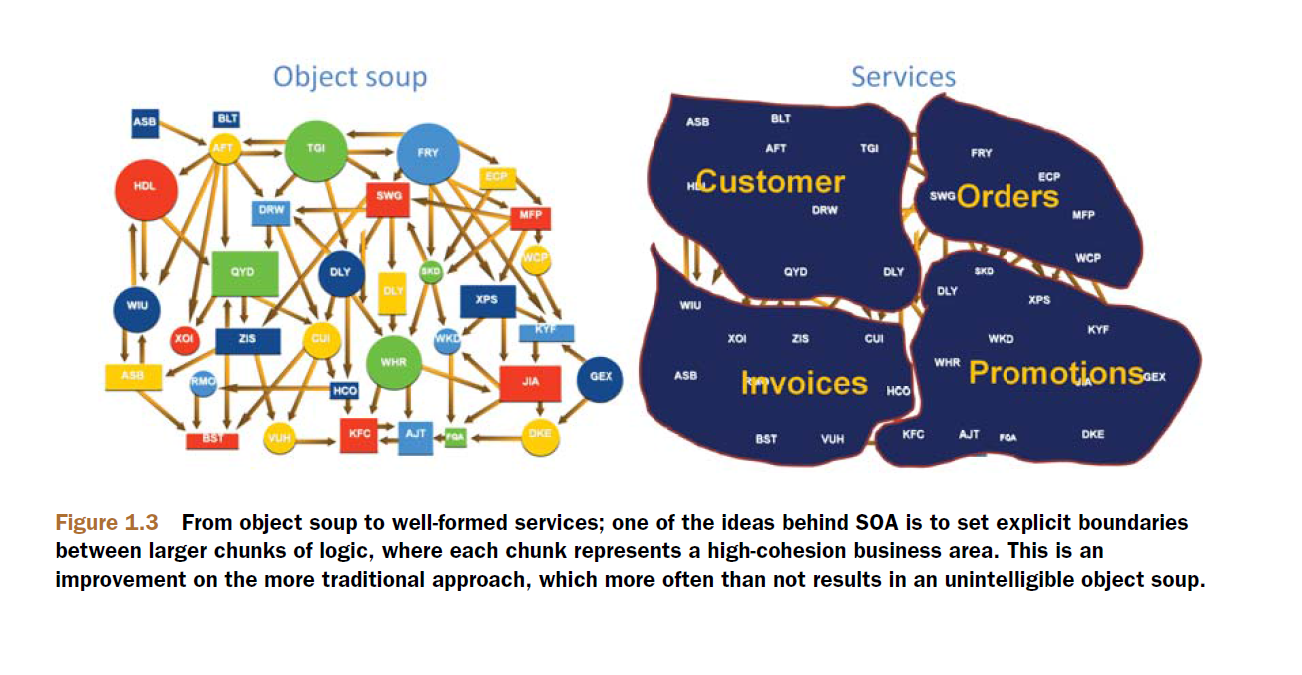 Object soup
Services
ASB
BLT
AFT
TGI
FRY
HDL
ECP
SWG
DRW
MFP
WCP
QYD
DLY
SKD
DLY
XPS
WIU
XOI
ZIS
CUI
WKD
KYF
WHR
ASB
RMO
HCO
JIA
GEX
BST
VUH
KFC
AJT
FGA
DKE
ASB
BLT
AFT
TGI
HDL
Customer
DRW
QYD
DLY
FRY
ECP
SWG
Orders
MFP
WCP
WIU
XOI
ZIS
CUI
ASB
Invoices
HCO
BST
VUH
SKD
DLY
XPS
WKD
KYF
WHR
Promotions
JIA
GEX
KFC
AJT
FGA
DKE
Figure 1.3 From object soup to well-formed services; one of the ideas behind SOA is to set explicit boundaries
between larger chunks of logic, where each chunk represents a high-cohesion business area. This is an
improvement on the more traditional approach, which more often than not results in an unintelligible object soup.